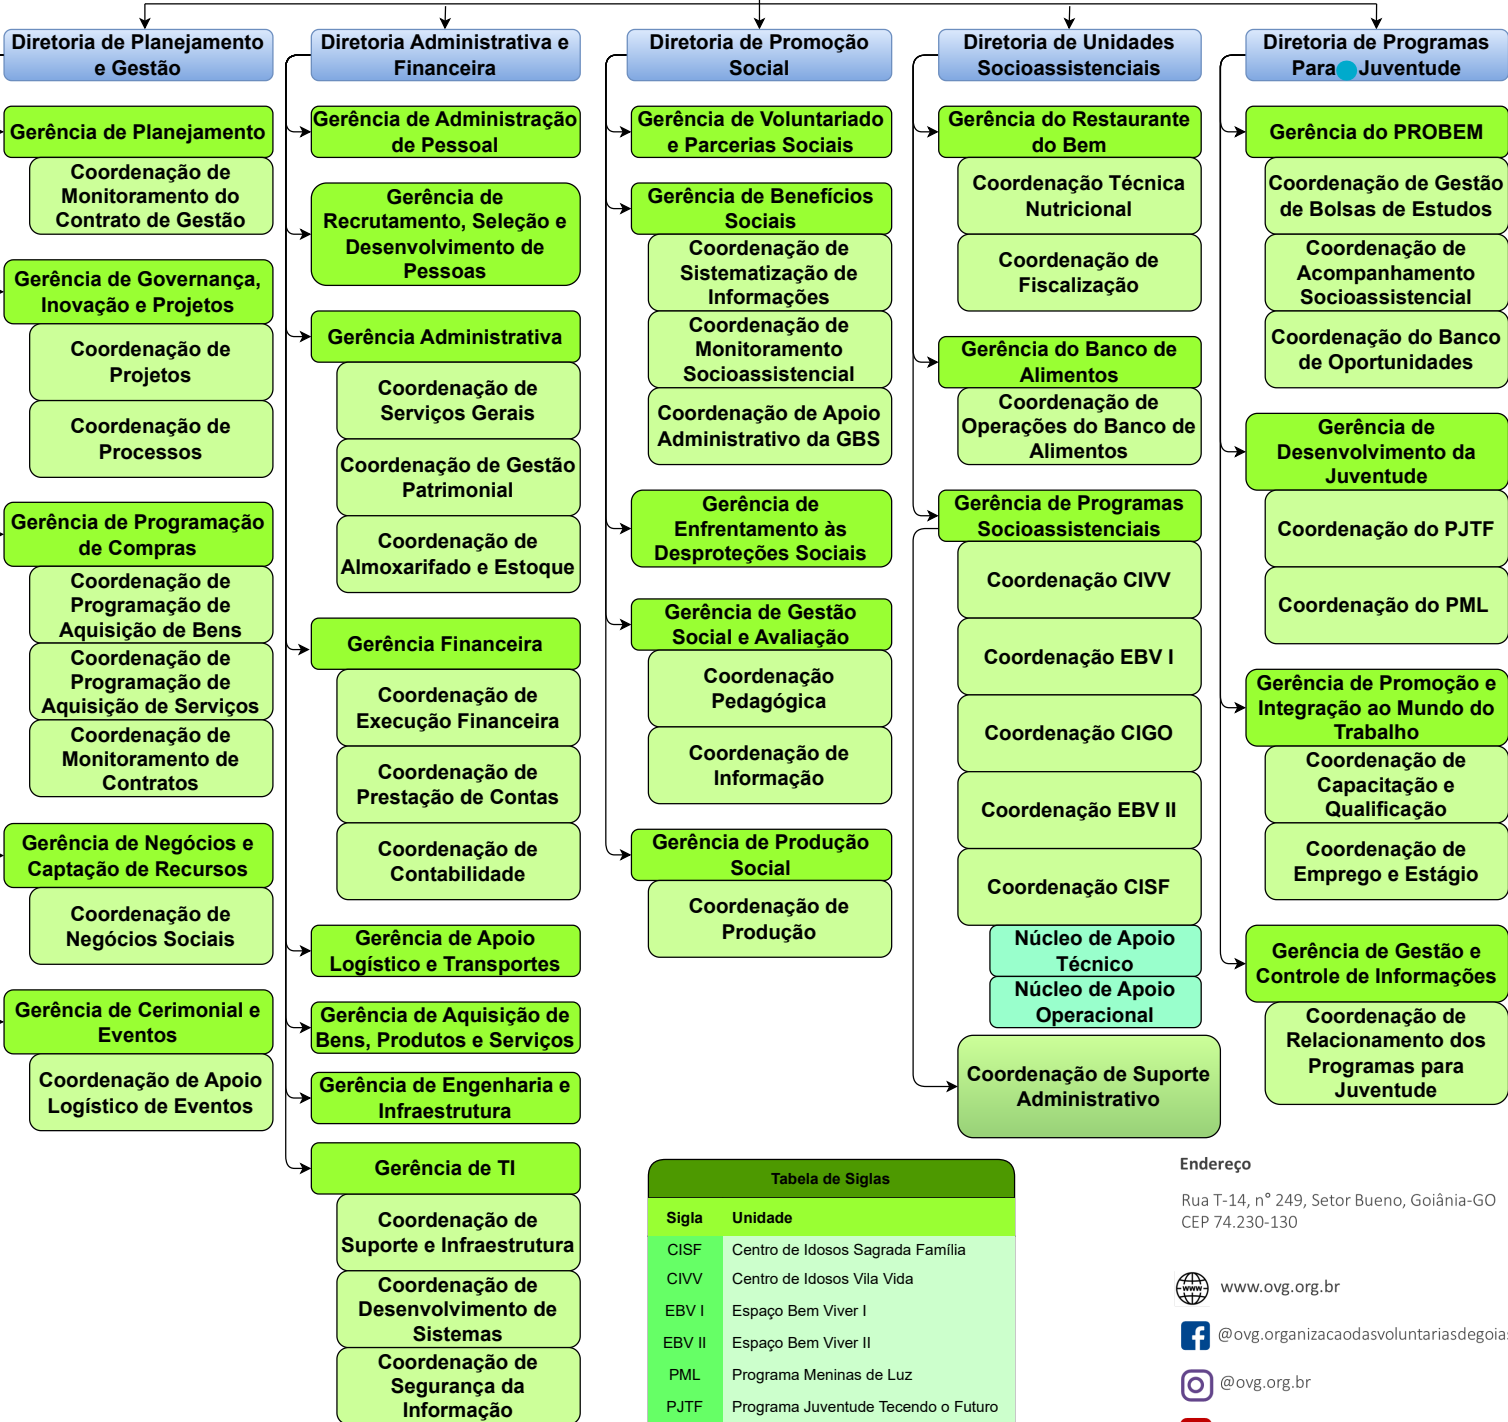 Diretoria de Planejamento
e Gestão
Gerência de Planejamento
Coordenação de
Monitoramento do
Contrato de Gestão
Gerência de Governança,
Inovação e Projetos
Coordenação de
Projetos
Coordenação de
Processos
Gerência de Programação
de Compras
Coordenação de
Programação de
Aquisição de Bens
Coordenação de
Programação de
Aquisição de Serviços
Coordenação de
Monitoramento de
Contratos
Gerência de Negócios e
Captação de Recursos
Coordenação de
Negócios Sociais
Gerência de Cerimonial e
Eventos
Coordenação de Apoio
Logístico de Eventos
Diretoria Administrativa e
Financeira
Gerência de Administração
de Pessoal
Gerência de
Recrutamento, Seleção e
Desenvolvimento de
Pessoas
Gerência Administrativa
Coordenação de
Serviços Gerais
Coordenação de Gestão
Patrimonial
Coordenação de
Almoxarifado e Estoque
Gerência Financeira
Coordenação de
Execução Financeira
Coordenação de
Prestação de Contas
Coordenação de
Contabilidade
Gerência de Apoio
Logístico e Transportes
Gerência de Aquisição de
Bens, Produtos e Serviços
Gerência de Engenharia e
Infraestrutura
Gerência de TI
Coordenação de
Suporte e Infraestrutura
Coordenação de
Desenvolvimento de
Sistemas
Coordenação de
Segurança da
Informação
Diretoria de Promoção
Social
Gerência de Voluntariado
e Parcerias Sociais
Gerência de Benefícios
Sociais
Coordenação de
Sistematização de
Informações
Coordenação de
Monitoramento
Socioassistencial
Coordenação de Apoio
Administrativo da GBS
Gerência de
Enfrentamento às
Desproteções Sociais
Gerência de Gestão
Social e Avaliação
Coordenação
Pedagógica
Coordenação de
Informação
Gerência de Produção
Social
Coordenação de
Produção
Diretoria de Unidades
Socioassistenciais
Gerência do Restaurante
do Bem
Coordenação Técnica
Nutricional
Coordenação de
Fiscalização
Gerência do Banco de
Alimentos
Coordenação de
Operações do Banco de
Alimentos
Gerência de Programas
Socioassistenciais
Coordenação CIVV
Coordenação EBV I
Coordenação CIGO
Coordenação EBV II
Coordenação CISF
Núcleo de Apoio
Técnico
Núcleo de Apoio
Operacional
Coordenação de Suporte
Administrativo
Diretoria de Programas
Para Juventude
Gerência do PROBEM
Coordenação de Gestão
de Bolsas de Estudos
Coordenação de
Acompanhamento
Socioassistencial
Coordenação do Banco
de Oportunidades
Gerência de
Desenvolvimento da
Juventude
Coordenação do PJTF
Coordenação do PML
Gerência de Promoção e
Integração ao Mundo do
Trabalho
Coordenação de
Capacitação e
Qualificação
Coordenação de
Emprego e Estágio
Gerência de Gestão e
Controle de Informações
Coordenação de
Relacionamento dos
Programas para
Juventude
Tabela de Siglas
Sigla Unidade
CISF Centro de Idosos Sagrada Família
CIVV Centro de Idosos Vila Vida
EBV I Espaço Bem Viver I
EBV II Espaço Bem Viver II
PML Programa Meninas de Luz
PJTF Programa Juventude Tecendo o Futuro
Endereço
Rua T-14, n° 249, Setor Bueno, Goiânia-GO
CEP 74.230-130
www
www.ovg.org.br
@ovg.organizacaodasvoluntariasdegoias
@ovg.org.br